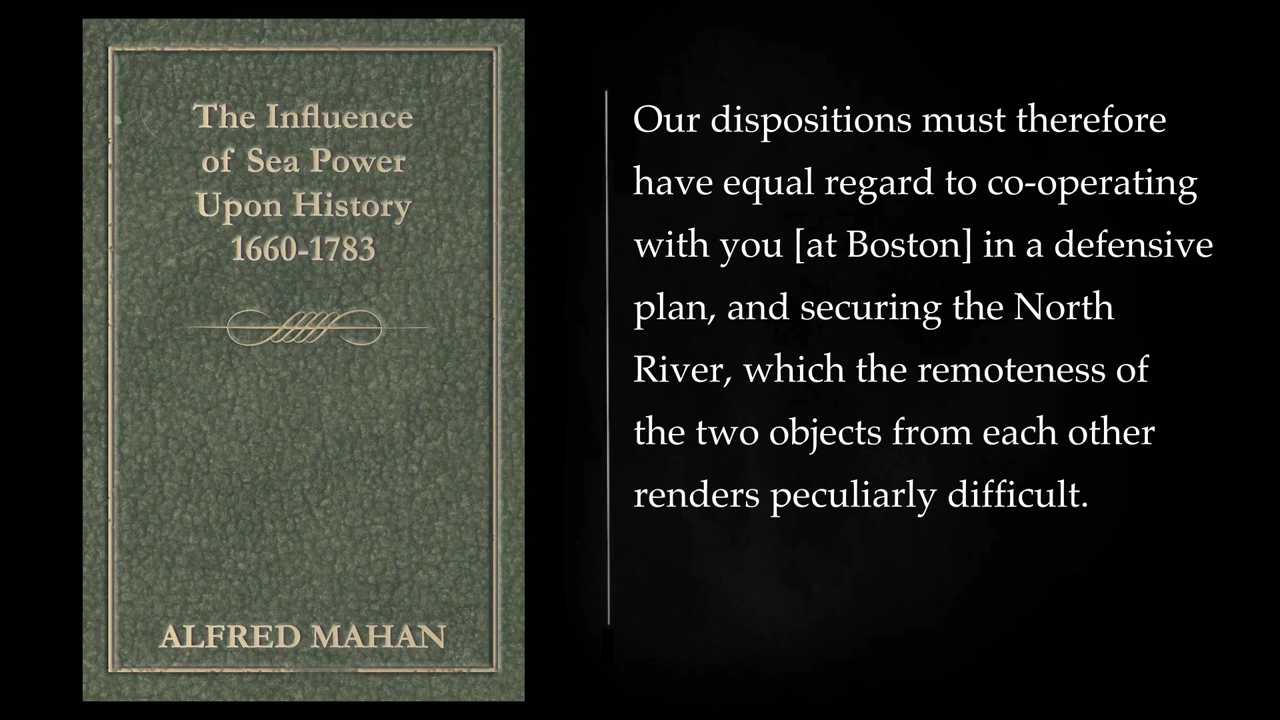 The Influence
of Sea Power
Upon History
1660-1783
ALFRED MAHAN
Our dispositions must therefore
have equal regard to co-operating
with you [at Boston] in a defensive
plan, and securing the North
River, which the remoteness of
the two objects from each other
renders peculiarly difficult.